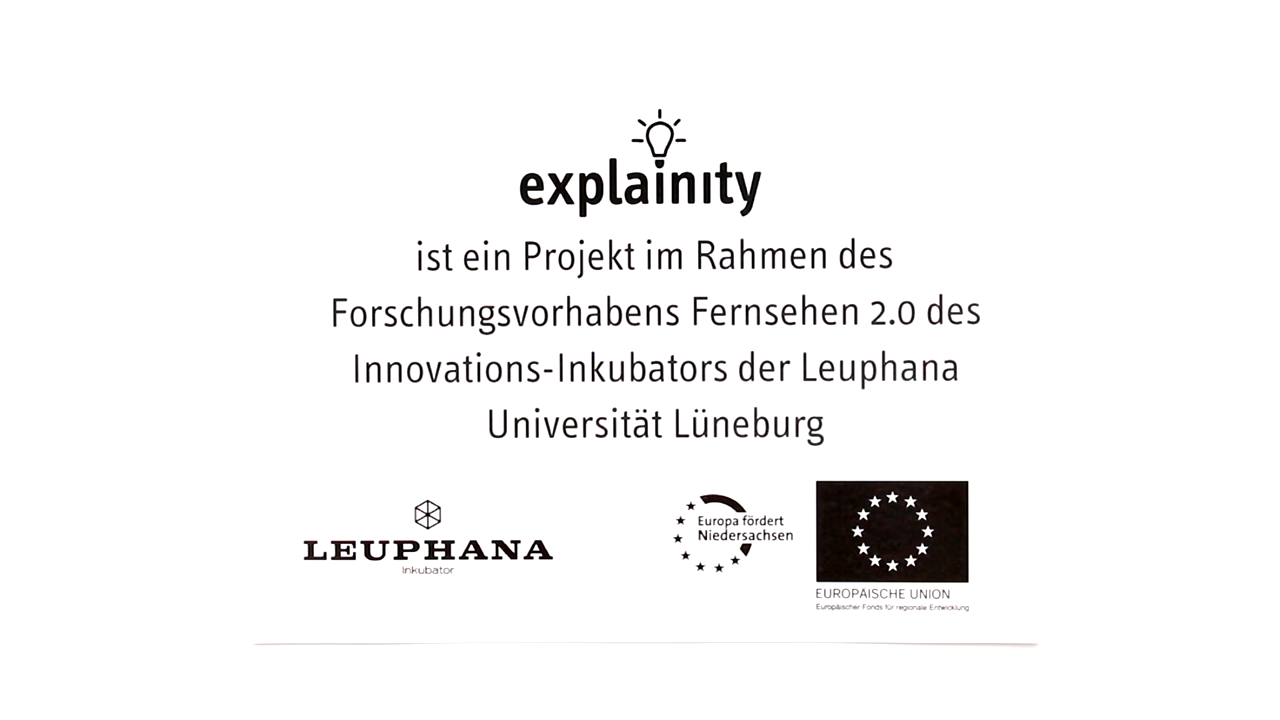 explainity
ist ein Projekt im Rahmen des
Forschungsvorhabens Fernsehen 2.0 des
Innovations-Inkubators der Leuphana
Universität Lüneburg
LEUPHANA
Inkubator
Europa fördert
Niedersachsen
EUROPÄISCHE UNION
Europäischer Fonds für regionale Entwicklung